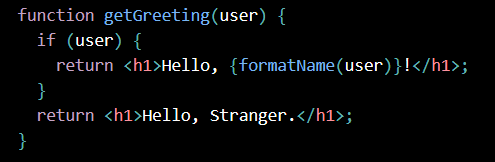 function getGreeting(user) {
  if (user) {
    return <h1>Hello, {formatName(user)}!</h1>;
  }
  return <h1>Hello, Stranger.</h1>;
}